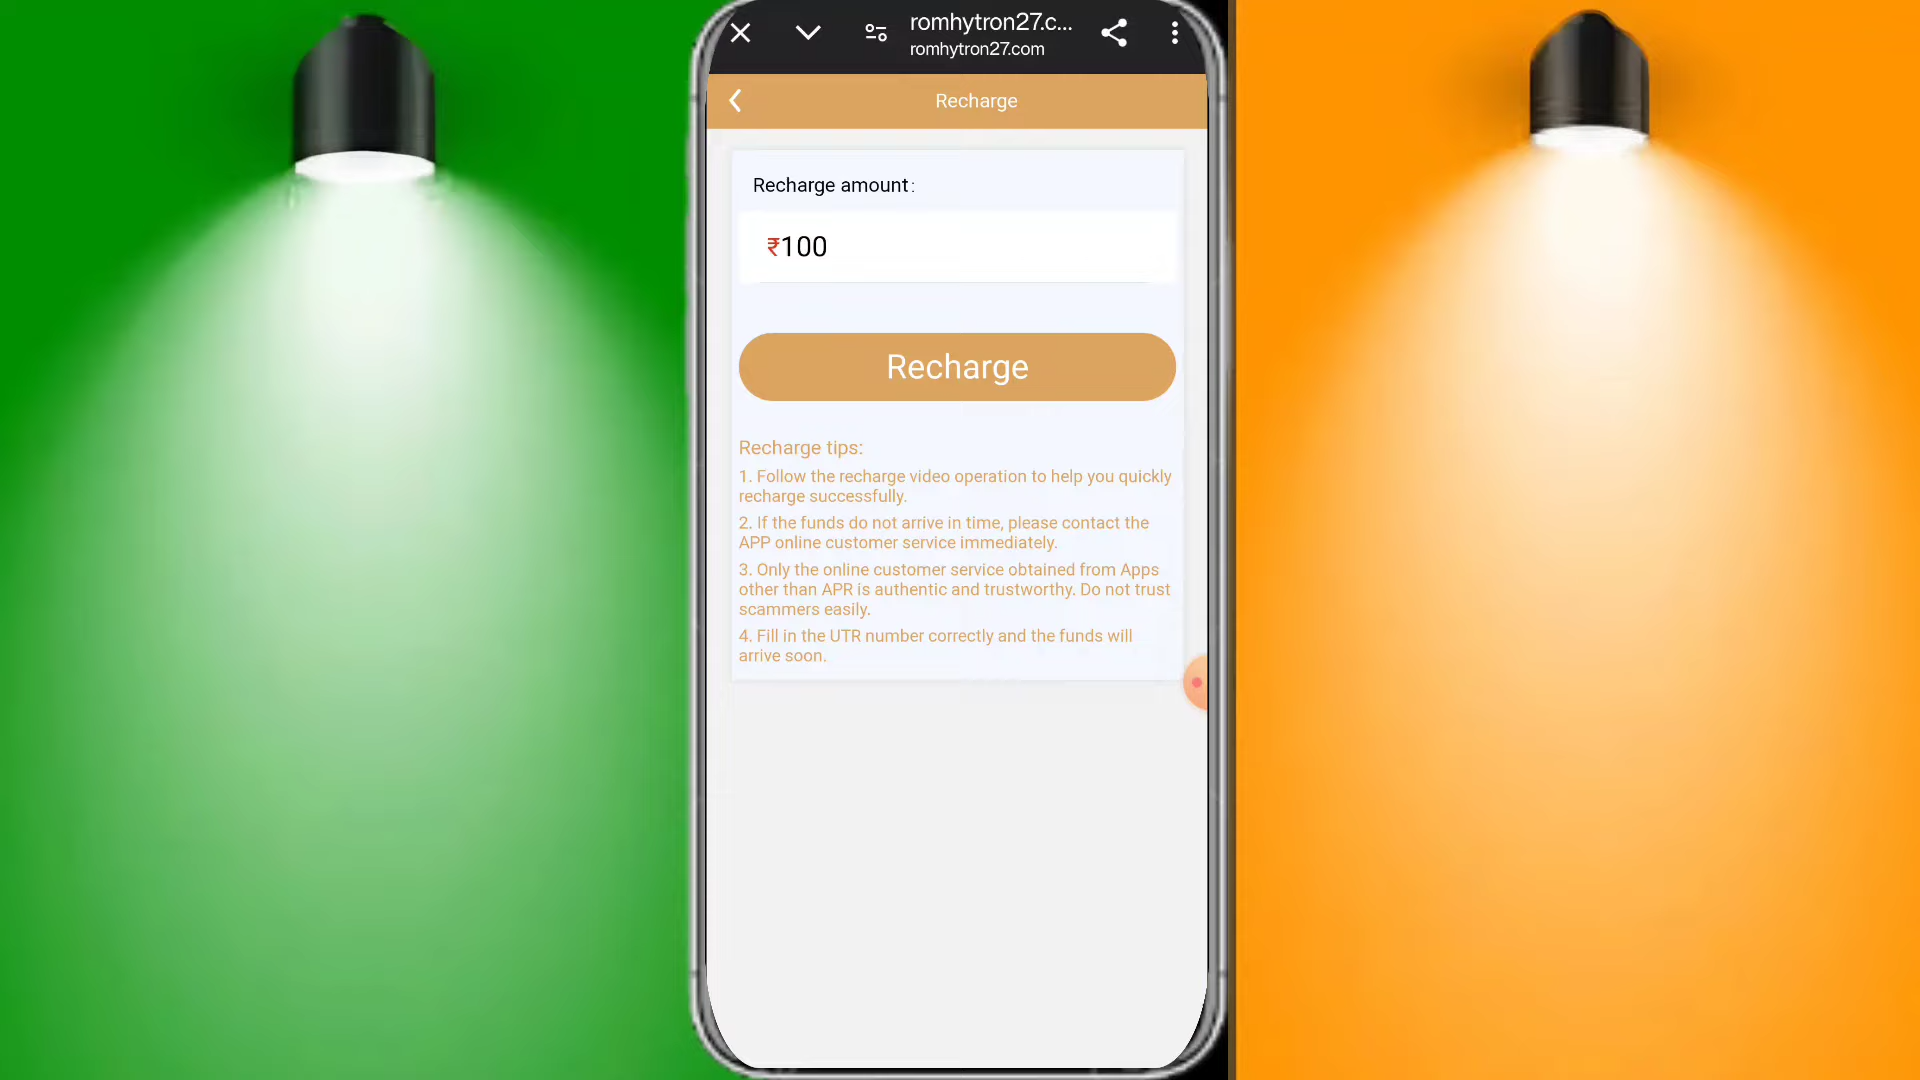 romhytron27.c...
romhytron27.com
Recharge
Recharge amount:
₹100
Recharge
Recharge tips:
1. Follow the recharge video operation to help you quickly
recharge successfully.
2. If the funds do not arrive in time, please contact the
APP online customer service immediately.
3. Only the online customer service obtained from Apps
other than APR is authentic and trustworthy. Do not trust
scammers easily.
4. Fill in the UTR number correctly and the funds will
arrive soon.